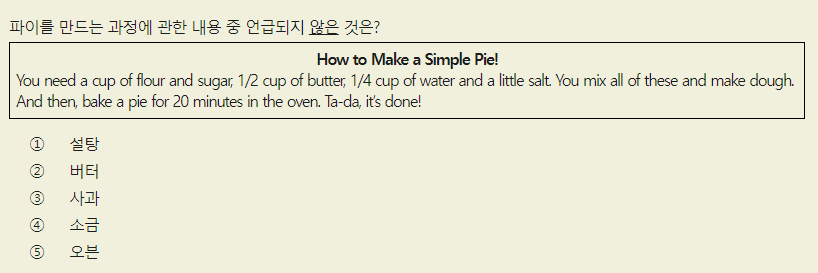 파이를 만드는 과정에 관한 내용 중 언급되지 않은 것은?
How to Make a Simple Pie!
You need a cup of flour and sugar, 1/2 cup of butter, 1/4 cup of water and a little salt. You mix all of these and make dough.
And then, bake a pie for 20 minutes in the oven. Ta-da, it's done!
① 설탕
② 버터
③ 사과
④ 소금
⑤ 오븐